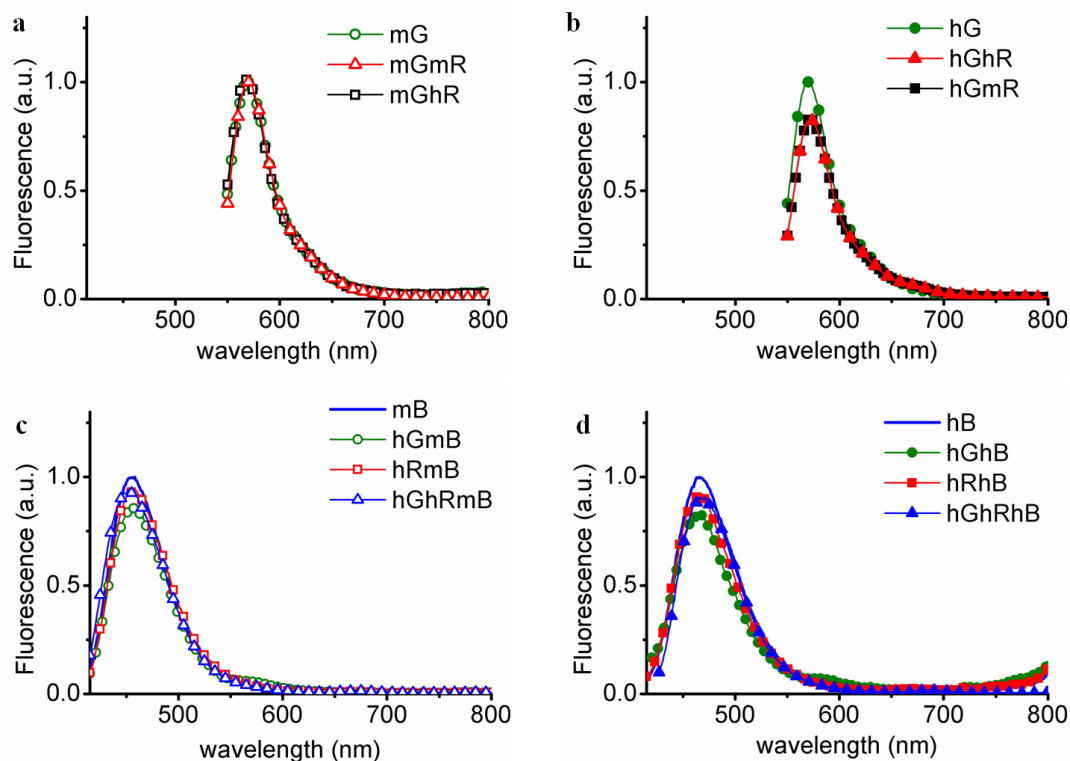 a
mG
mGmR
mGhR
Fluorescence (a.u.)
1.0
0.5
0.0
500 600 700 800
wavelength (nm)
b
hG
hGhR
hGmR
Fluorescence (a.u.)
1.0
0.5
0.0
500 600 700 800
wavelength (nm)
c
mB
hGmB
hRmB
hGhRmB
Fluorescence (a.u.)
1.0
0.5
0.0
500 600 700 800
wavelength (nm)
d
hB
hGhB
hRhB
hGhRhB
Fluorescence (a.u.)
1.0
0.5
0.0
500 600 700 800
wavelength (nm)